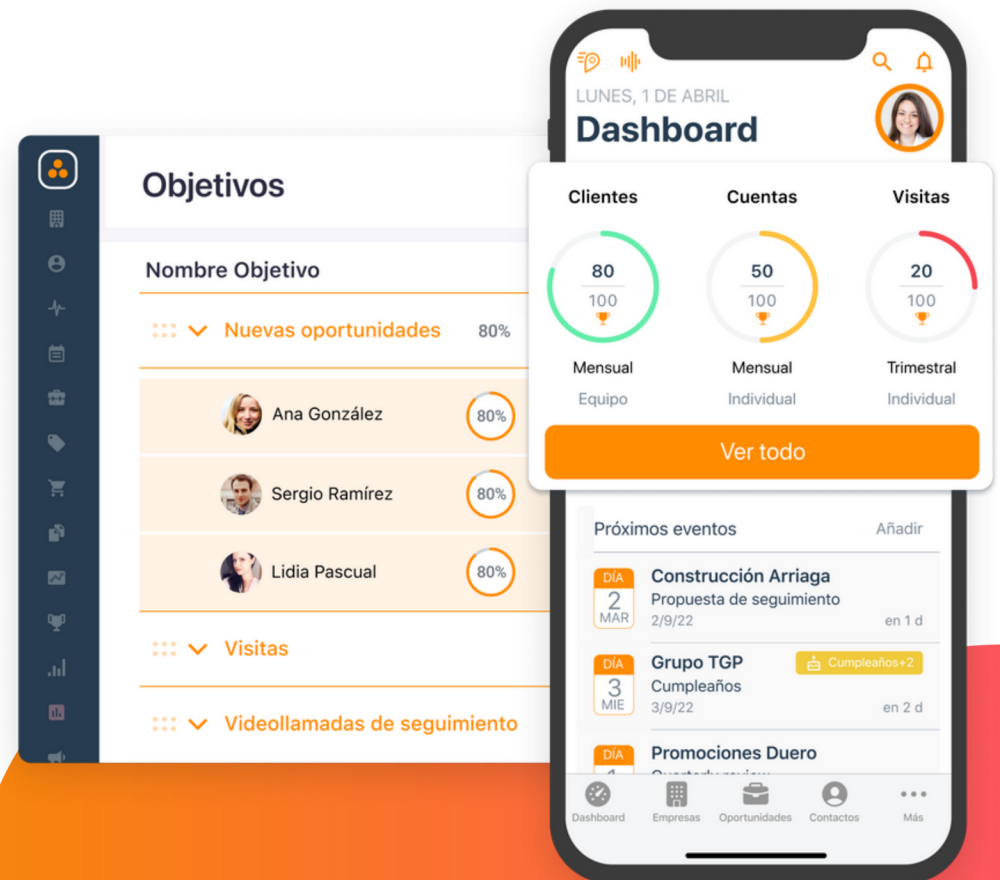 Objetivos
Nombre Objetivo
Nuevas oportunidades 80%
Ana González 80%
Sergio Ramírez 80%
Lidia Pascual 80%
Visitas
Videollamadas de seguimiento
LUNES, 1 DE ABRIL
Dashboard
Clientes Cuentas Visitas
80 50 20
100 100 100
Mensual Mensual Trimestral
Equipo Individual Individual
Ver todo
Próximos eventos Añadir
DÍA Construcción Arriaga
2 Propuesta de seguimiento
MAR 2/9/22 en 1 d
DÍA Grupo TGP Cumpleaños+2
3 Cumpleaños
MIE 3/9/22 en 2 d
DÍA Promociones Duero
Dashboard Empresas Oportunidades Contactos Más